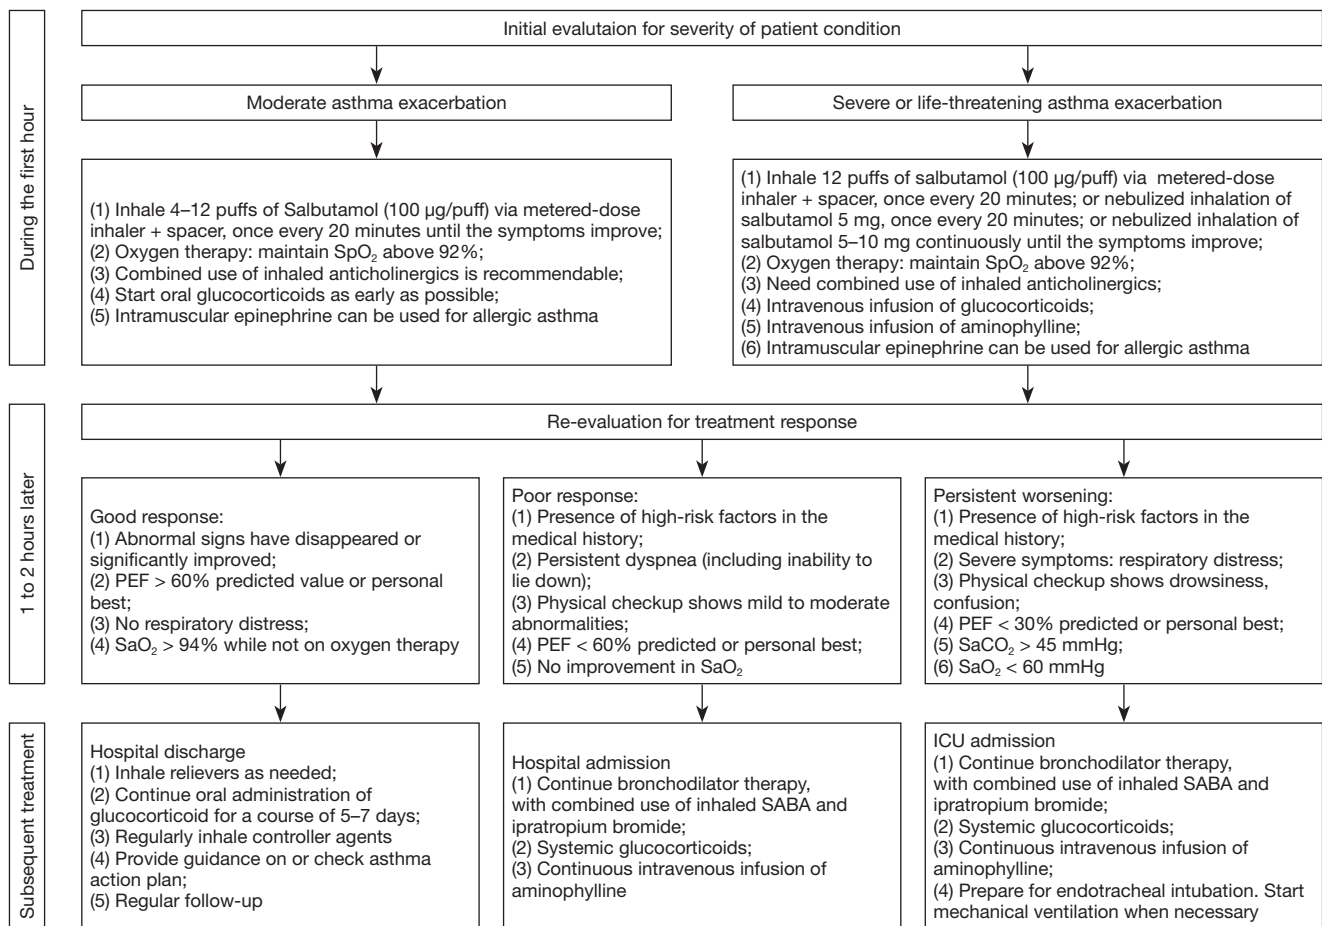 During the first hour
Initial evalutaion for severity of patient condition
Moderate asthma exacerbation
Severe or life-threatening asthma exacerbation
(1) Inhale 4–12 puffs of Salbutamol (100 µg/puff) via metered-dose
inhaler + spacer, once every 20 minutes until the symptoms improve;
(2) Oxygen therapy: maintain SpO₂ above 92%;
(3) Combined use of inhaled anticholinergics is recommendable;
(4) Start oral glucocorticoids as early as possible;
(5) Intramuscular epinephrine can be used for allergic asthma
(1) Inhale 12 puffs of salbutamol (100 µg/puff) via metered-dose
inhaler + spacer, once every 20 minutes; or nebulized inhalation of
salbutamol 5 mg, once every 20 minutes; or nebulized inhalation of
salbutamol 5–10 mg continuously until the symptoms improve;
(2) Oxygen therapy: maintain SpO₂ above 92%;
(3) Need combined use of inhaled anticholinergics;
(4) Intravenous infusion of glucocorticoids;
(5) Intravenous infusion of aminophylline;
(6) Intramuscular epinephrine can be used for allergic asthma
1 to 2 hours later
Re-evaluation for treatment response
Good response:
(1) Abnormal signs have disappeared or
significantly improved;
(2) PEF > 60% predicted value or personal
best;
(3) No respiratory distress;
(4) SaO₂ > 94% while not on oxygen therapy
Poor response:
(1) Presence of high-risk factors in the
medical history;
(2) Persistent dyspnea (including inability to
lie down);
(3) Physical checkup shows mild to moderate
abnormalities;
(4) PEF < 60% predicted or personal best;
(5) No improvement in SaO₂
Persistent worsening:
(1) Presence of high-risk factors in the
medical history;
(2) Severe symptoms: respiratory distress;
(3) Physical checkup shows drowsiness,
confusion;
(4) PEF < 30% predicted or personal best;
(5) SaCO₂ > 45 mmHg;
(6) SaO₂ < 60 mmHg
Subsequent treatment
Hospital discharge
(1) Inhale relievers as needed;
(2) Continue oral administration of
glucocorticoid for a course of 5–7 days;
(3) Regularly inhale controller agents
(4) Provide guidance on or check asthma
action plan;
(5) Regular follow-up
Hospital admission
(1) Continue bronchodilator therapy,
with combined use of inhaled SABA and
ipratropium bromide;
(2) Systemic glucocorticoids;
(3) Continuous intravenous infusion of
aminophylline
ICU admission
(1) Continue bronchodilator therapy,
with combined use of inhaled SABA and
ipratropium bromide;
(2) Systemic glucocorticoids;
(3) Continuous intravenous infusion of
aminophylline;
(4) Prepare for endotracheal intubation. Start
mechanical ventilation when necessary